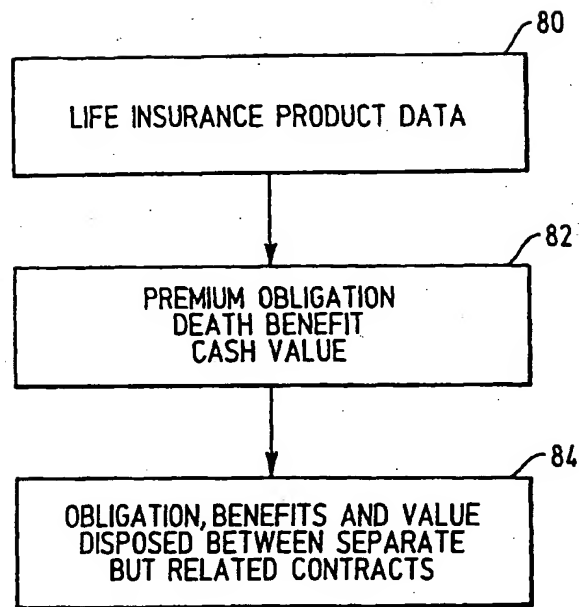 80
LIFE INSURANCE PRODUCT DATA
82
PREMIUM OBLIGATION
DEATH BENEFIT
CASH VALUE
84
OBLIGATION, BENEFITS AND VALUE
DISPOSED BETWEEN SEPARATE
BUT RELATED CONTRACTS